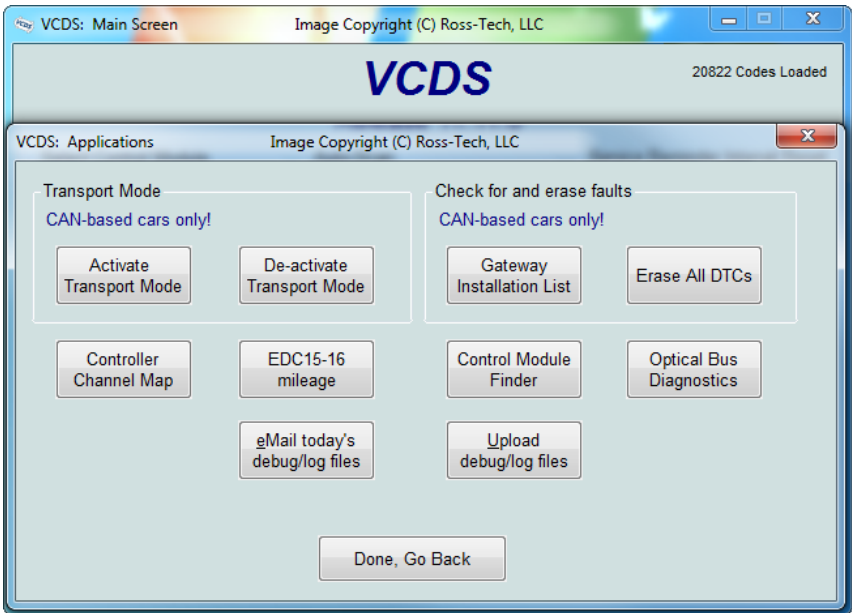 VCDS: Main Screen
Image Copyright (C) Ross-Tech, LLC
VCDS
20822 Codes Loaded
VCDS: Applications
Image Copyright (C) Ross-Tech, LLC
Transport Mode
CAN-based cars only!
Activate
Transport Mode
De-activate
Transport Mode
Check for and erase faults
CAN-based cars only!
Gateway
Installation List
Erase All DTCs
Controller
Channel Map
EDC15-16
mileage
Control Module
Finder
Optical Bus
Diagnostics
eMail today's
debug/log files
Upload
debug/log files
Done, Go Back